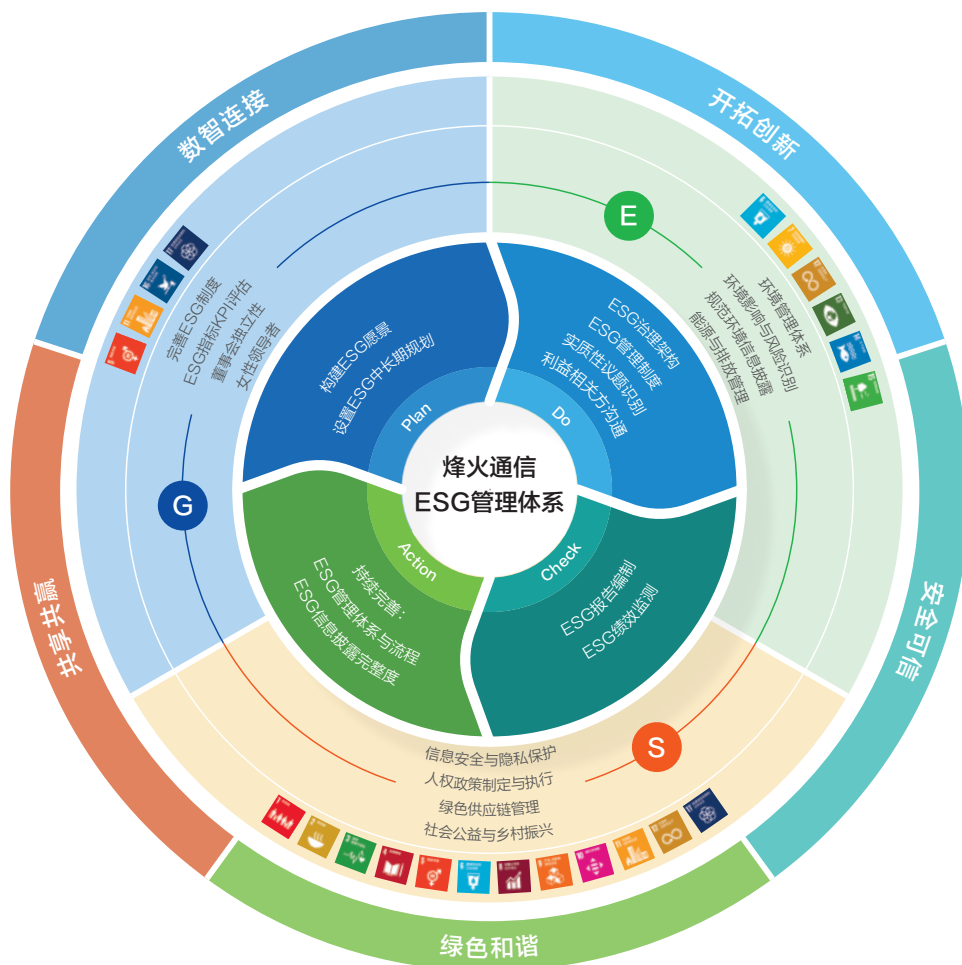 数智连接
开拓创新
安全可信
绿色和谐
共享共赢
E
环境管理体系
环境影响与风险识别
规范环境信息披露
能源与排放管理
G
完善ESG制度
ESG指标KPI评估
董事会独立性
女性领导者
S
信息安全与隐私保护
人权政策制定与执行
绿色供应链管理
社会公益与乡村振兴
构建ESG愿景
设置ESG中长期规划
Plan
ESG治理架构
ESG管理制度
实质性议题识别
利益相关方沟通
Do
ESG报告编制
ESG绩效监测
Check
持续完善：
ESG管理体系与流程
ESG信息披露完整度
Action
烽火通信
ESG管理体系